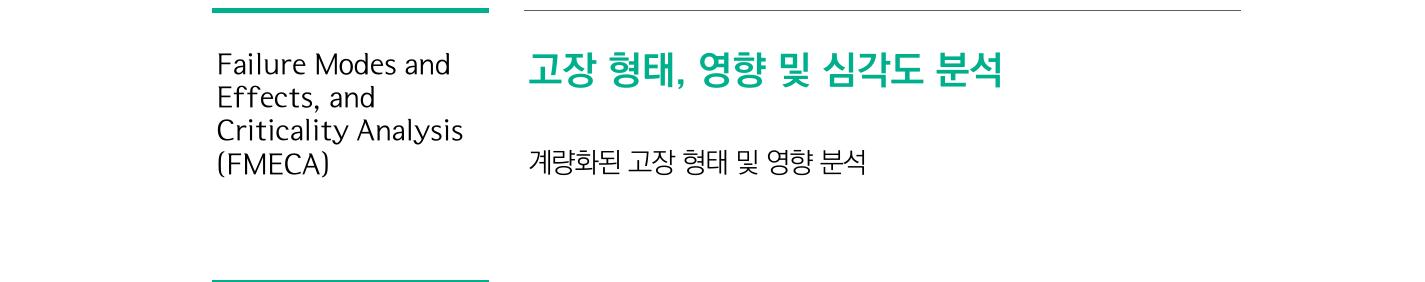 Failure Modes and
Effects, and
Criticality Analysis
(FMECA)
고장 형태, 영향 및 심각도 분석
계량화된 고장 형태 및 영향 분석